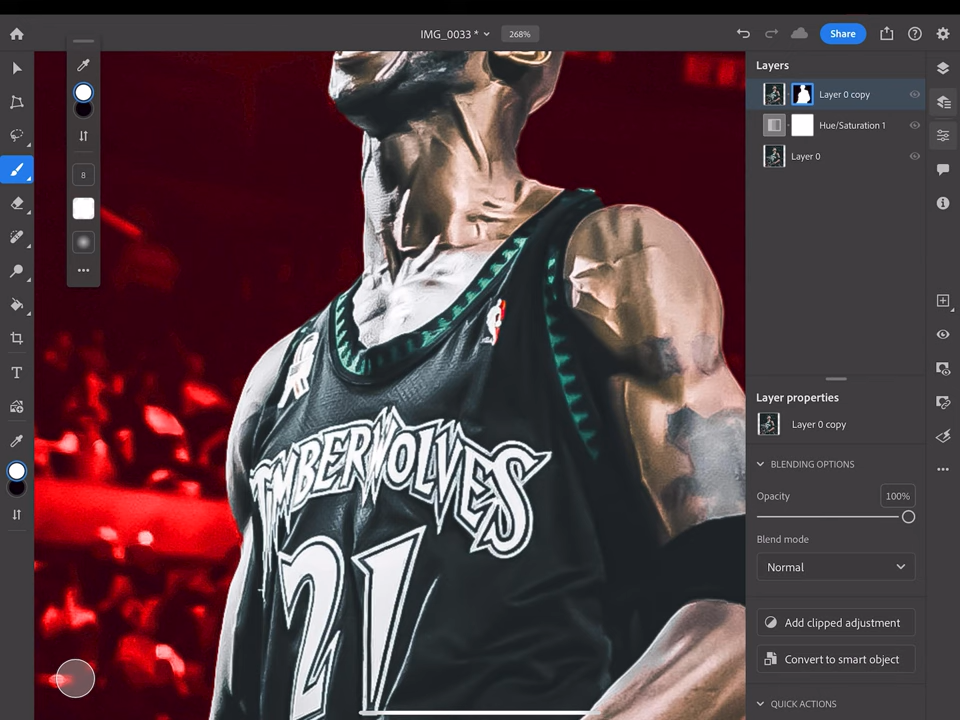 IMG_0033 *
268%
Share
8
T
Layers
Layer 0 copy
Hue/Saturation 1
Layer 0
Layer properties
Layer 0 copy
BLENDING OPTIONS
Opacity
100%
Blend mode
Normal
Add clipped adjustment
Convert to smart object
QUICK ACTIONS
TIMBERWOLVES
21